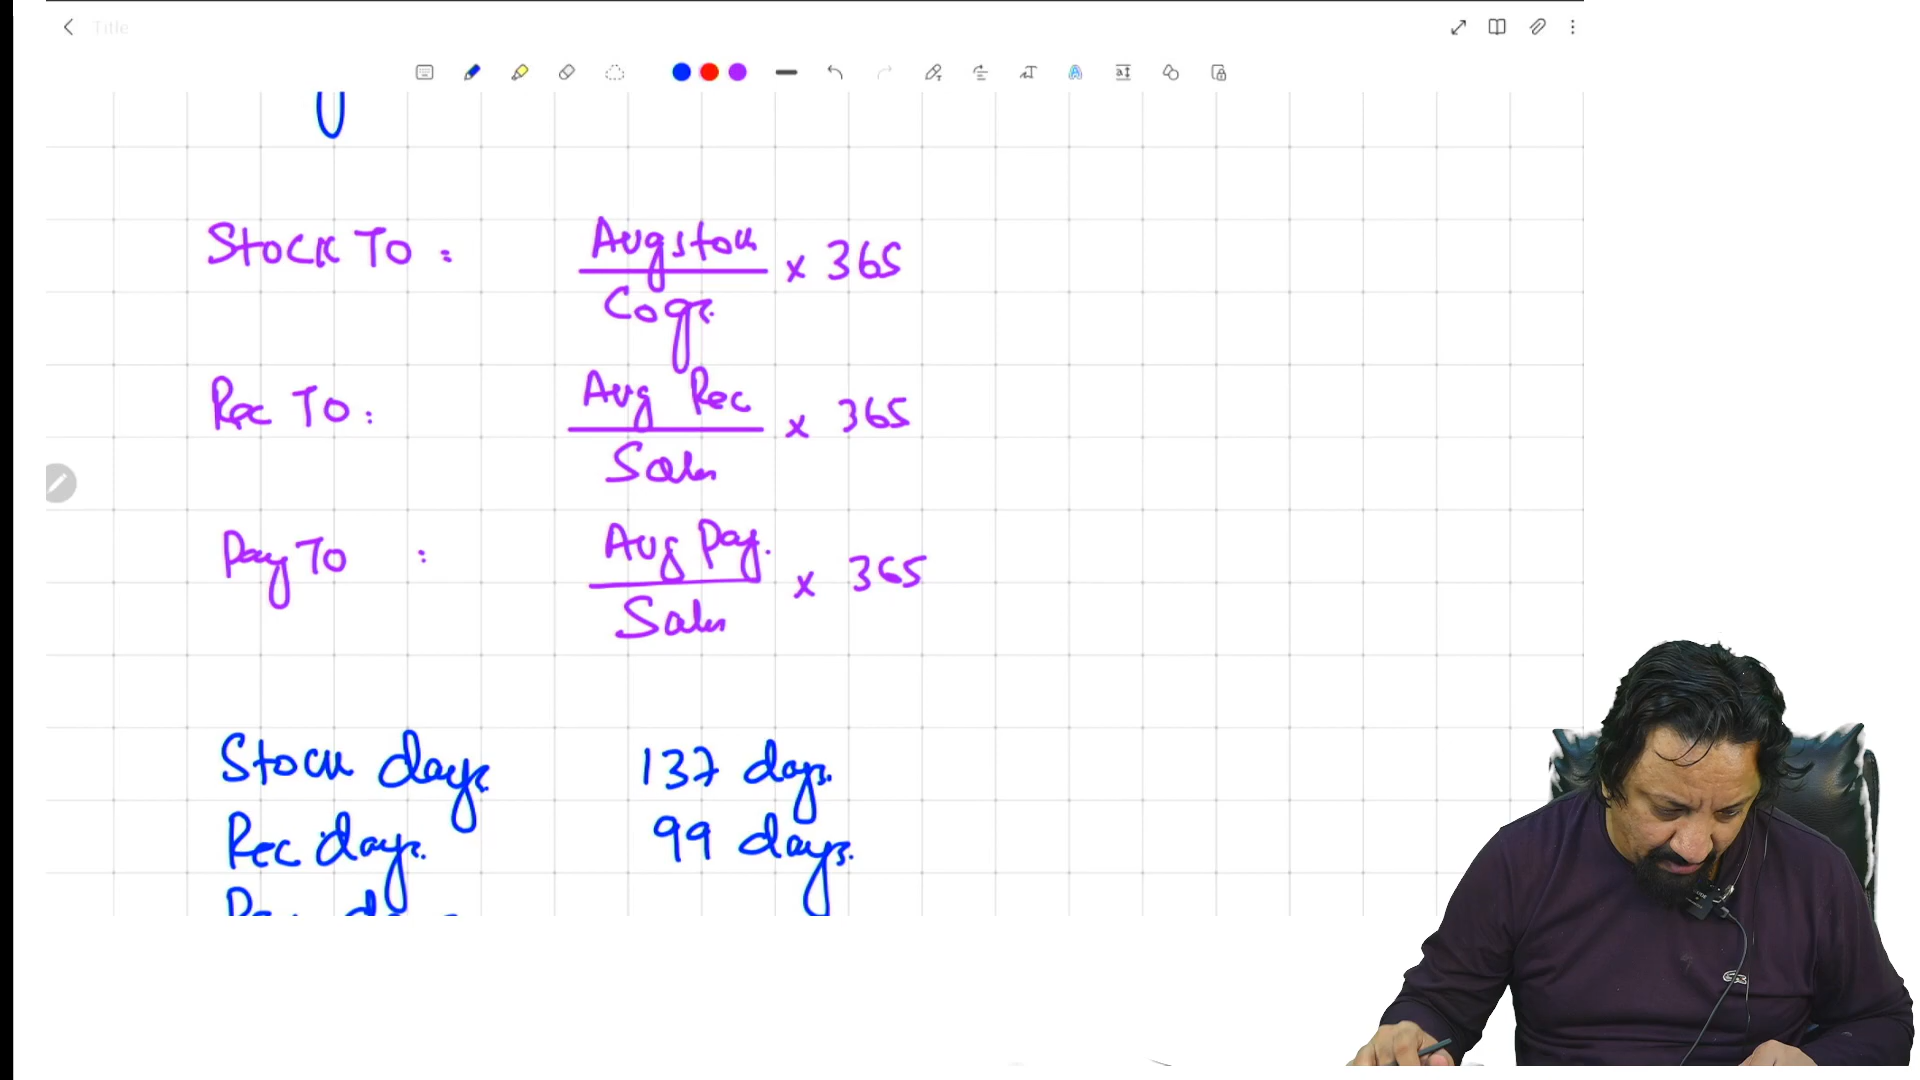 Title
Stock To : Avg stock / Cogs. × 365
Rec To : Avg Rec / Sales × 365
Pay To : Avg Pay. / Sales × 365
Stock days 137 days.
Rec days. 99 days.